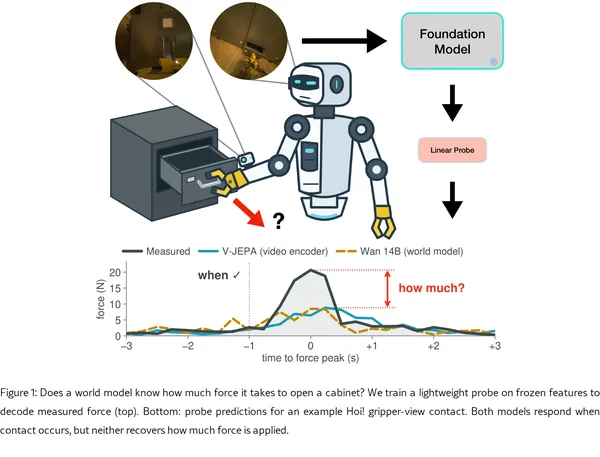 Foundation
Model
Linear Probe
?
Measured V-JEPA (video encoder) Wan 14B (world model)
when ✓
how much?
force (N)
20
15
10
5
0
−3 −2 −1 0 +1 +2 +3
time to force peak (s)
Figure 1: Does a world model know how much force it takes to open a cabinet? We train a lightweight probe on frozen features to
decode measured force (top). Bottom: probe predictions for an example Hoi! gripper-view contact. Both models respond when
contact occurs, but neither recovers how much force is applied.